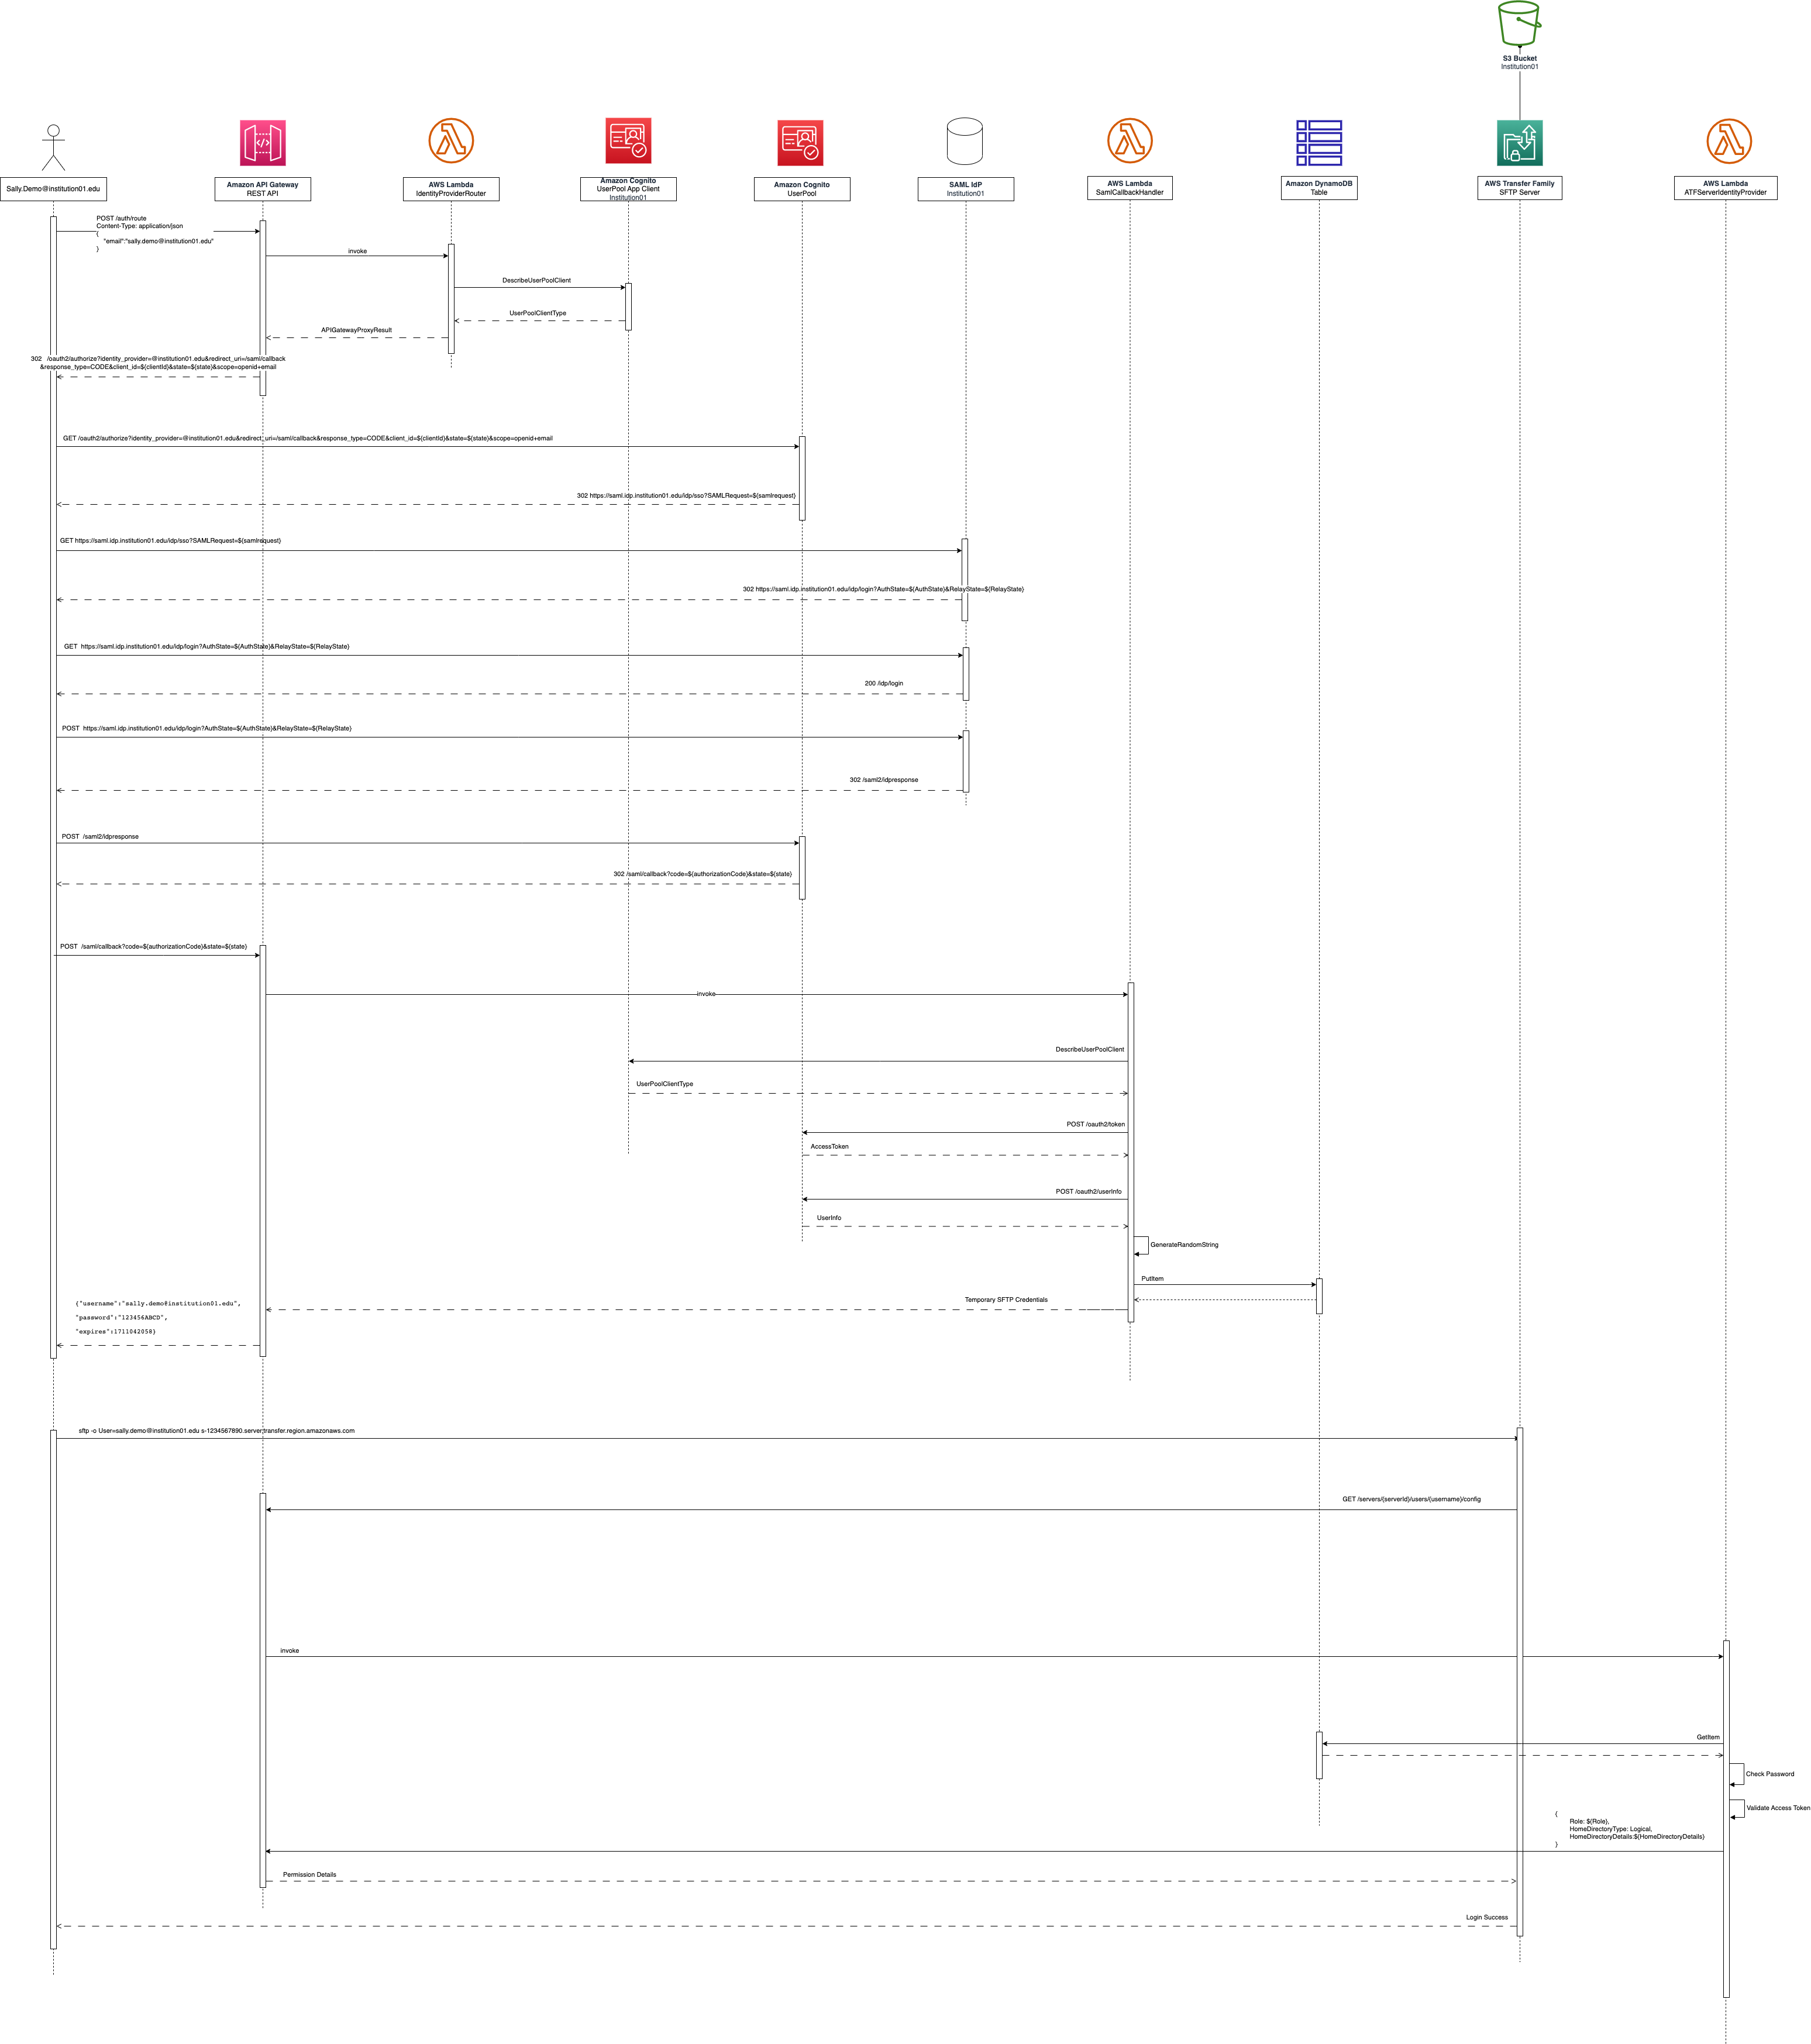 S3 Bucket
Institution01
Sally.Demo@institution01.edu
Amazon API Gateway
REST API
AWS Lambda
IdentityProviderRouter
Amazon Cognito
UserPool App Client
Institution01
Amazon Cognito
UserPool
SAML IdP
Institution01
AWS Lambda
SamlCallbackHandler
Amazon DynamoDB
Table
AWS Transfer Family
SFTP Server
AWS Lambda
ATFServerIdentityProvider
POST /auth/route
Content-Type: application/json
{
"email":"sally.demo@institution01.edu"
}
invoke
DescribeUserPoolClient
UserPoolClientType
APIGatewayProxyResult
302 /oauth2/authorize?identity_provider=@institution01.edu&redirect_uri=/saml/callback
&response_type=CODE&client_id=${clientId}&state=${state}&scope=openid+email
GET /oauth2/authorize?identity_provider=@institution01.edu&redirect_uri=/saml/callback&response_type=CODE&client_id=${clientId}&state=${state}&scope=openid+email
302 https://saml.idp.institution01.edu/idp/sso?SAMLRequest=${samlrequest}
GET https://saml.idp.institution01.edu/idp/sso?SAMLRequest=${samlrequest}
302 https://saml.idp.institution01.edu/idp/login?AuthState=${AuthState}&RelayState=${RelayState}
GET https://saml.idp.institution01.edu/idp/login?AuthState=${AuthState}&RelayState=${RelayState}
200 /idp/login
POST https://saml.idp.institution01.edu/idp/login?AuthState=${AuthState}&RelayState=${RelayState}
302 /saml2/idpresponse
POST /saml2/idpresponse
302 /saml/callback?code=${authorizationCode}&state=${state}
POST /saml/callback?code=${authorizationCode}&state=${state}
invoke
DescribeUserPoolClient
UserPoolClientType
POST /oauth2/token
AccessToken
POST /oauth2/userInfo
UserInfo
GenerateRandomString
PutItem
Temporary SFTP Credentials
{"username":"sally.demo@institution01.edu",
"password":"123456ABCD",
"expires":1711042058}
sftp -o User=sally.demo@institution01.edu s-1234567890.server.transfer.region.amazonaws.com
GET /servers/{serverId}/users/{username}/config
invoke
GetItem
Check Password
Validate Access Token
{
Role: ${Role},
HomeDirectoryType: Logical,
HomeDirectoryDetails:${HomeDirectoryDetails}
}
Permission Details
Login Success